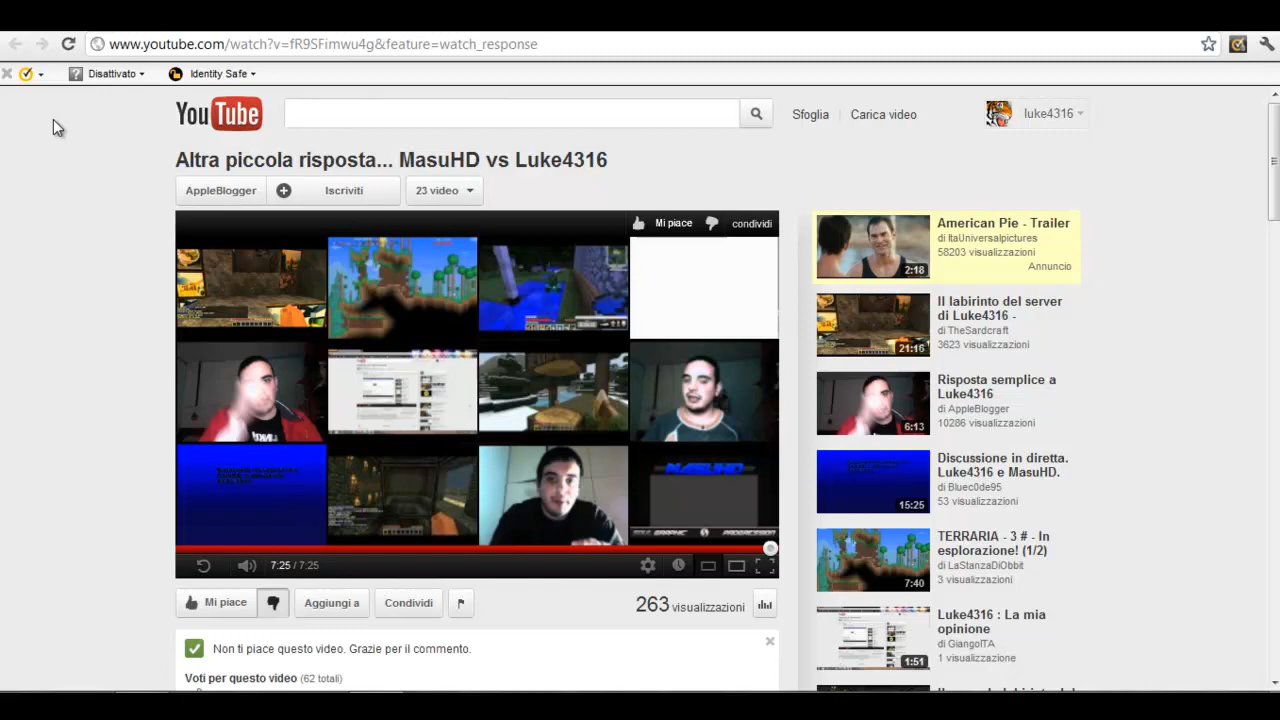 www.youtube.com/watch?v=fR9SFimwu4g&feature=watch_response
Disattivato
Identity Safe
YouTube
Sfoglia
Carica video
luke4316
Altra piccola risposta... MasuHD vs Luke4316
AppleBlogger
Iscriviti
23 video
Mi piace
condividi
MASUHD
7:25 / 7:25
Mi piace
Aggiungi a
Condividi
263 visualizzazioni
Non ti piace questo video. Grazie per il commento.
Voti per questo video (62 totali)
American Pie - Trailer
di ItaUniversalpictures
58203 visualizzazioni
Annuncio
2:18
Il labirinto del server
di Luke4316 -
di TheSardcraft
3623 visualizzazioni
21:16
Risposta semplice a
Luke4316
di AppleBlogger
10286 visualizzazioni
6:13
Discussione in diretta.
Luke4316 e MasuHD.
di Bluec0de95
53 visualizzazioni
15:25
TERRARIA - 3 # - In
esplorazione! (1/2)
di LaStanzaDiObbit
3 visualizzazioni
7:40
Luke4316 : La mia
opinione
di GiangoITA
1 visualizzazione
1:51